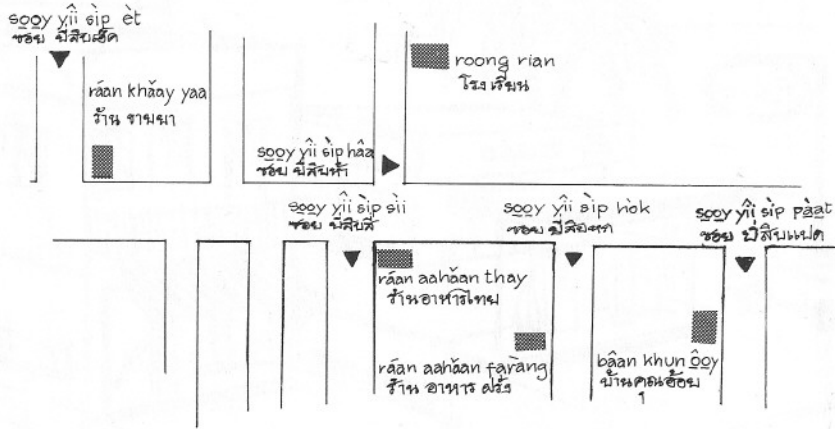 sọọy yîi sìp èt
ซอย ยี่สิบเอ็ด
ráan khǎay yaa
ร้าน ขายยา
roong rian
โรงเรียน
sọọy yîi sìp hâa
ซอย ยี่สิบห้า
sọọy yîi sìp sìi
ซอย ยี่สิบสี่
sọọy yîi sìp hòk
ซอย ยี่สิบหก
sọọy yîi sìp pàat
ซอย ยี่สิบแปด
ráan aahǎan thay
ร้านอาหารไทย
ráan aahǎan faràng
ร้าน อาหาร ฝรั่ง
bâan khun ôoy
บ้านคุณอ้อย